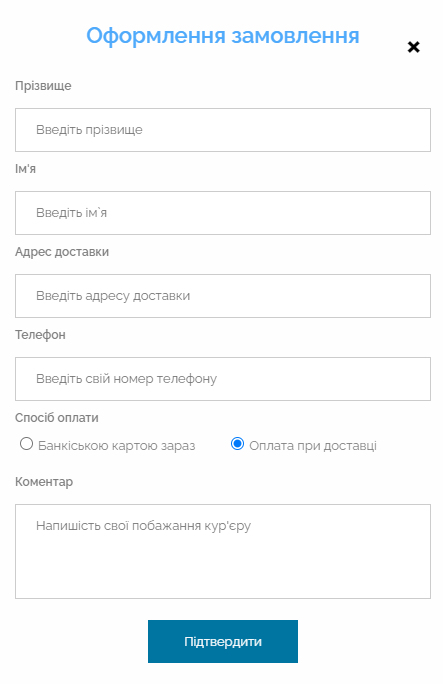 Оформлення замовлення
Прізвище
Введіть прізвище
Ім'я
Введіть ім`я
Адрес доставки
Введіть адресу доставки
Телефон
Введіть свій номер телефону
Спосіб оплати
Банкіською картою зараз Оплата при доставці
Коментар
Напишість свої побажання кур'єру
Підтвердити